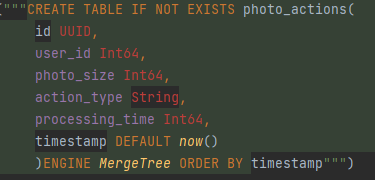 ("""CREATE TABLE IF NOT EXISTS photo_actions(
id UUID,
user_id Int64,
photo_size Int64,
action_type String,
processing_time Int64,
timestamp DEFAULT now()
)ENGINE MergeTree ORDER BY timestamp""")